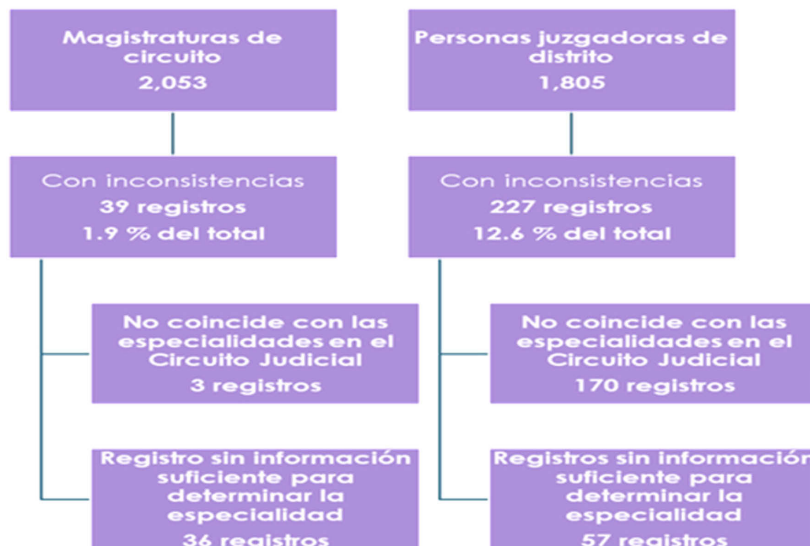 Magistraturas de
circuito
2,053
Con inconsistencias
39 registros
1.9 % del total
No coincide con las
especialidades en el
Circuito Judicial
3 registros
Registro sin información
suficiente para
determinar la
especialidad
36 registros
Personas juzgadoras de
distrito
1,805
Con inconsistencias
227 registros
12.6 % del total
No coincide con las
especialidades en el
Circuito Judicial
170 registros
Registros sin información
suficiente para
determinar la
especialidad
57 registros